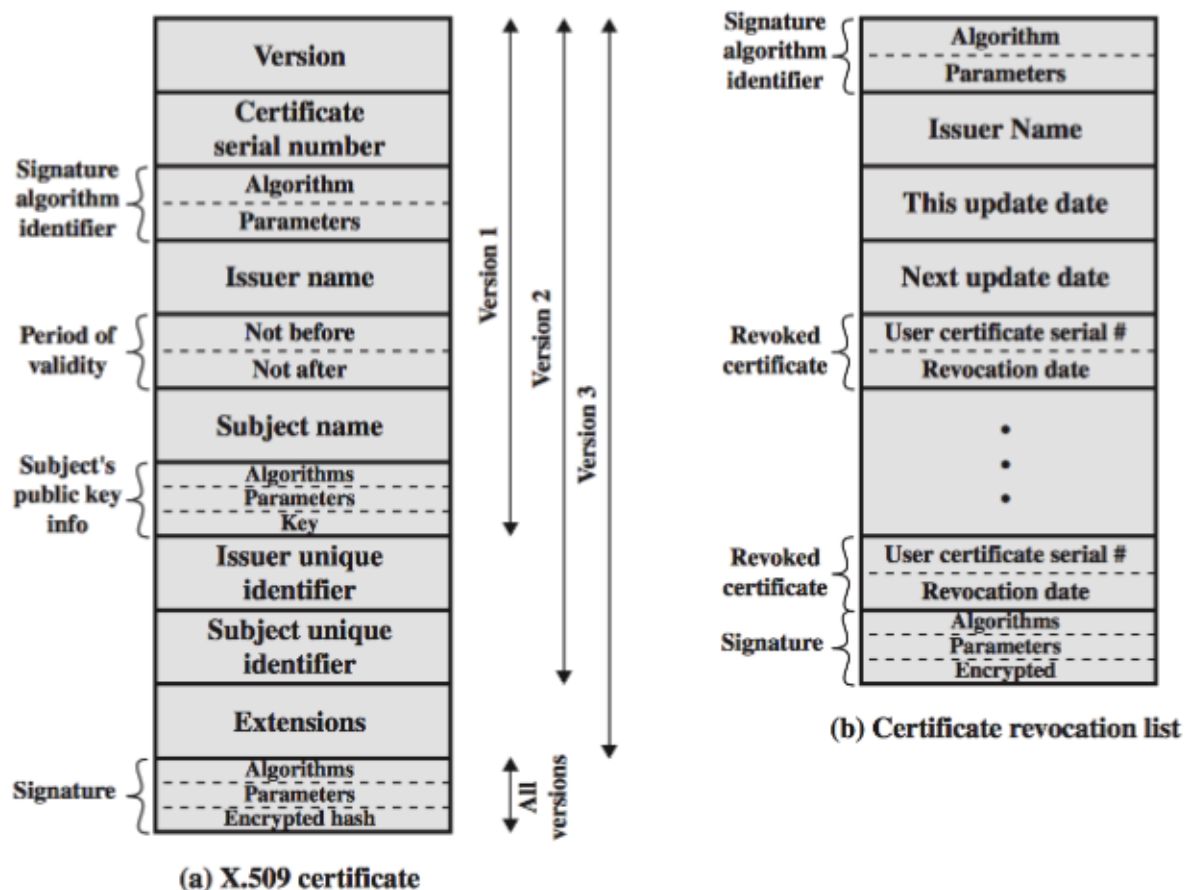 Version
Certificate
serial number
Signature
algorithm
identifier
Algorithm
Parameters
Issuer name
Period of
validity
Not before
Not after
Subject name
Subject's
public key
info
Algorithms
Parameters
Key
Issuer unique
identifier
Subject unique
identifier
Extensions
Signature
Algorithms
Parameters
Encrypted hash
Version 1
Version 2
Version 3
All
versions
(a) X.509 certificate
Signature
algorithm
identifier
Algorithm
Parameters
Issuer Name
This update date
Next update date
Revoked
certificate
User certificate serial #
Revocation date
Revoked
certificate
User certificate serial #
Revocation date
Signature
Algorithms
Parameters
Encrypted
(b) Certificate revocation list